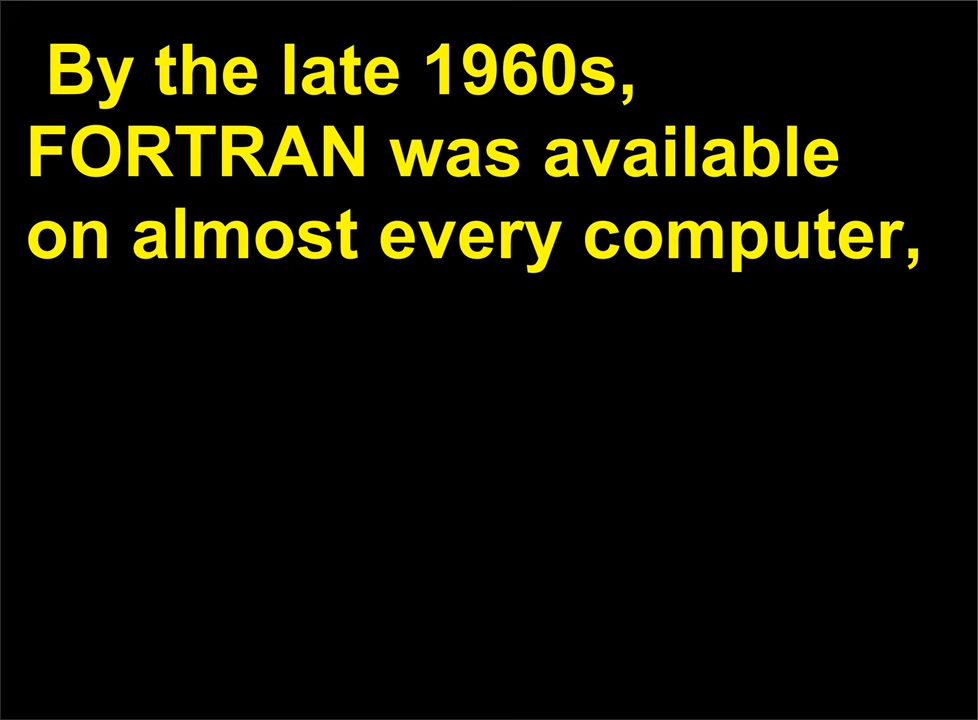 By the late 1960s,
FORTRAN was available
on almost every computer,